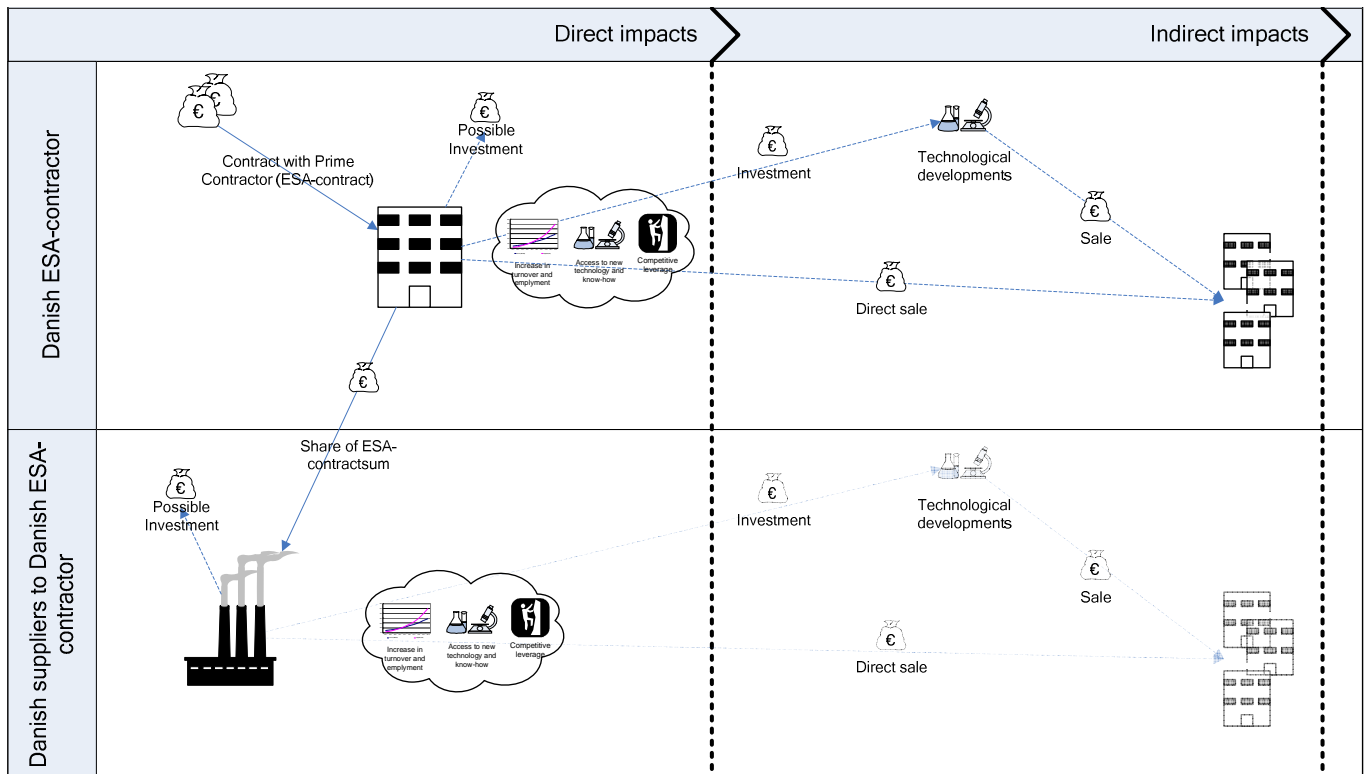 Direct impacts
Indirect impacts
Danish ESA-contractor
€
€
Contract with Prime
Contractor (ESA-contract)
€
Possible
Investment
Increase in
turnover and
emplyment
Access to new
technology and
know-how
Competitive
leverage
€
Investment
Technological
developments
€
Sale
€
Direct sale
€
Share of ESA-
contractsum
Danish suppliers to Danish ESA-
contractor
€
Possible
Investment
Increase in
turnover and
emplyment
Access to new
technology and
know-how
Competitive
leverage
€
Investment
Technological
developments
€
Sale
€
Direct sale